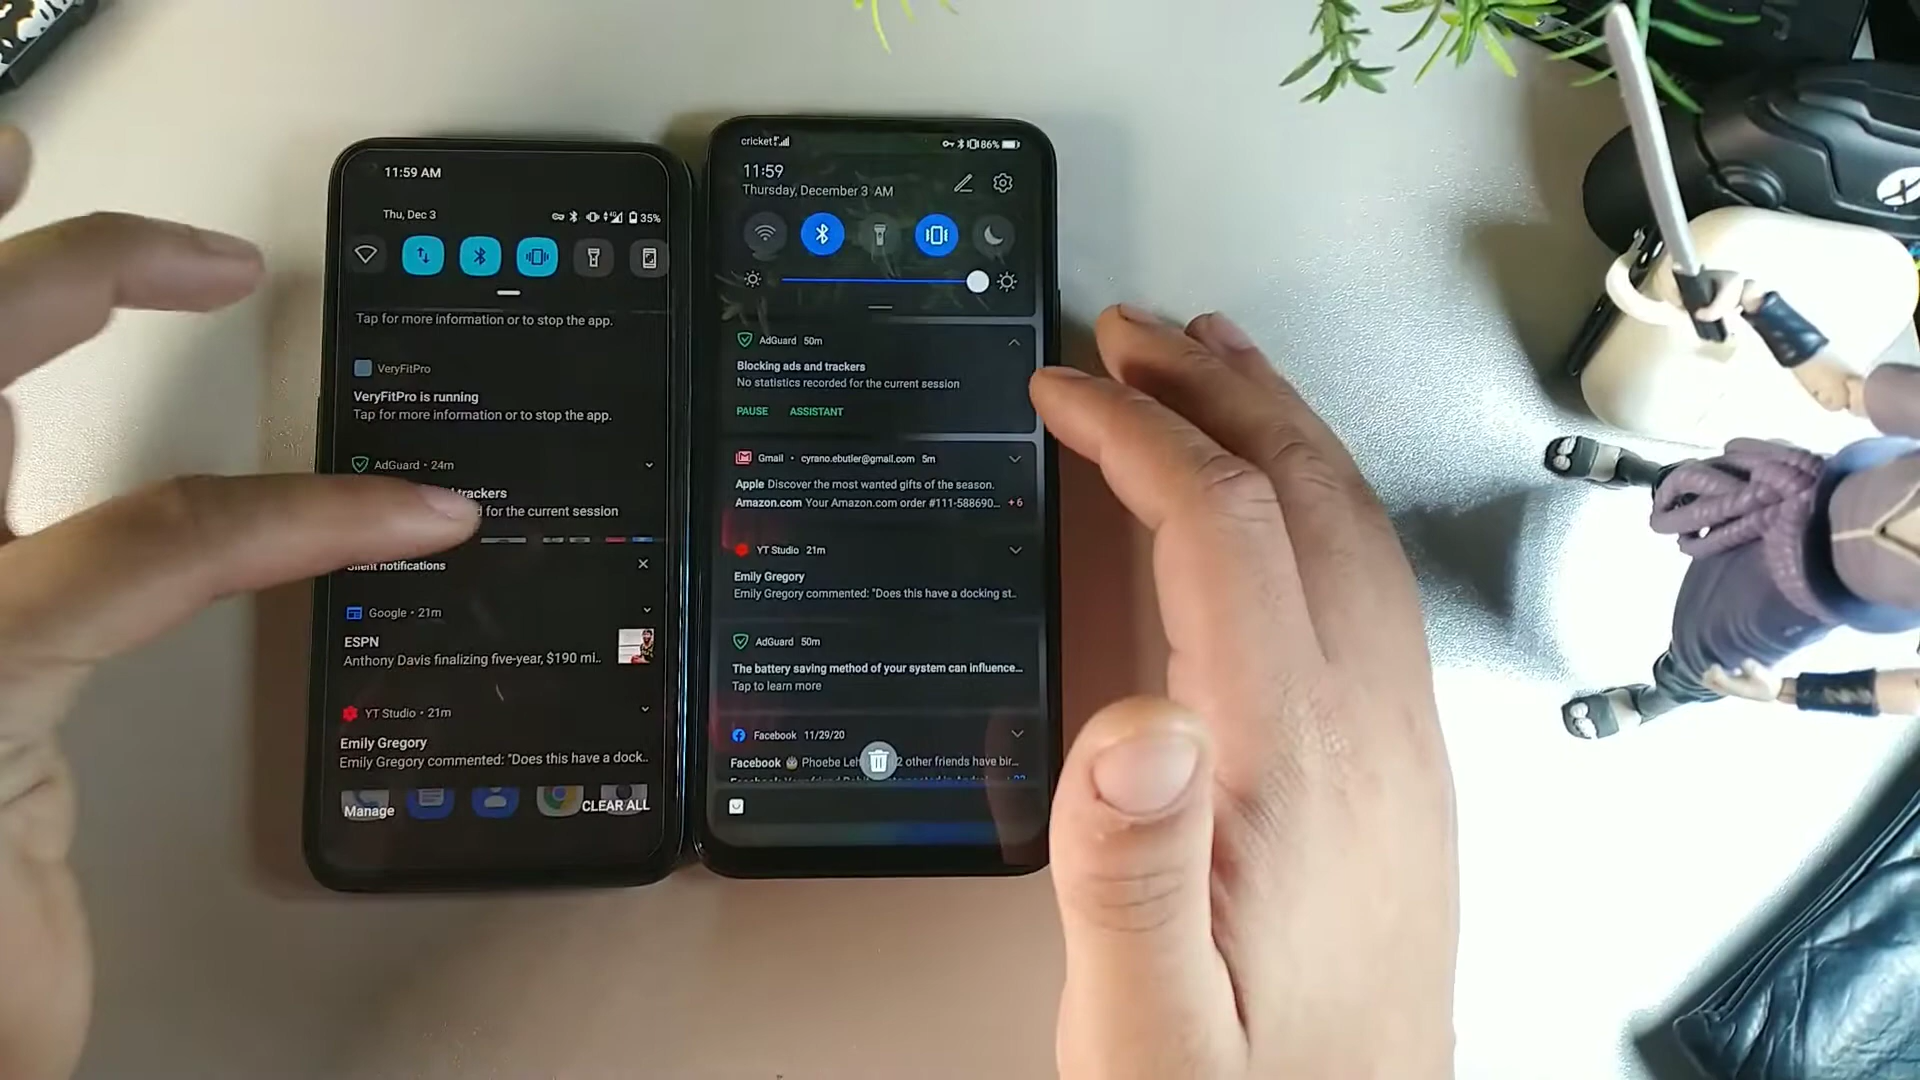 11:59 AM
Thu, Dec 3
35%
Tap for more information or to stop the app.
VeryFitPro
VeryFitPro is running
Tap for more information or to stop the app.
AdGuard • 24m
trackers
for the current session
Silent notifications
Google • 21m
ESPN
Anthony Davis finalizing five-year, $190 mi..
YT Studio • 21m
Emily Gregory
Emily Gregory commented: "Does this have a dock..
Manage
CLEAR ALL
cricket
86%
11:59
Thursday, December 3 AM
AdGuard 50m
Blocking ads and trackers
No statistics recorded for the current session
PAUSE ASSISTANT
Gmail • cyrano.ebutler@gmail.com 5m
Apple Discover the most wanted gifts of the season.
Amazon.com Your Amazon.com order #111-588690... +6
YT Studio 21m
Emily Gregory
Emily Gregory commented: "Does this have a docking st..
AdGuard 50m
The battery saving method of your system can influence...
Tap to learn more
Facebook 11/29/20
Facebook Phoebe Leh 2 other friends have bir...